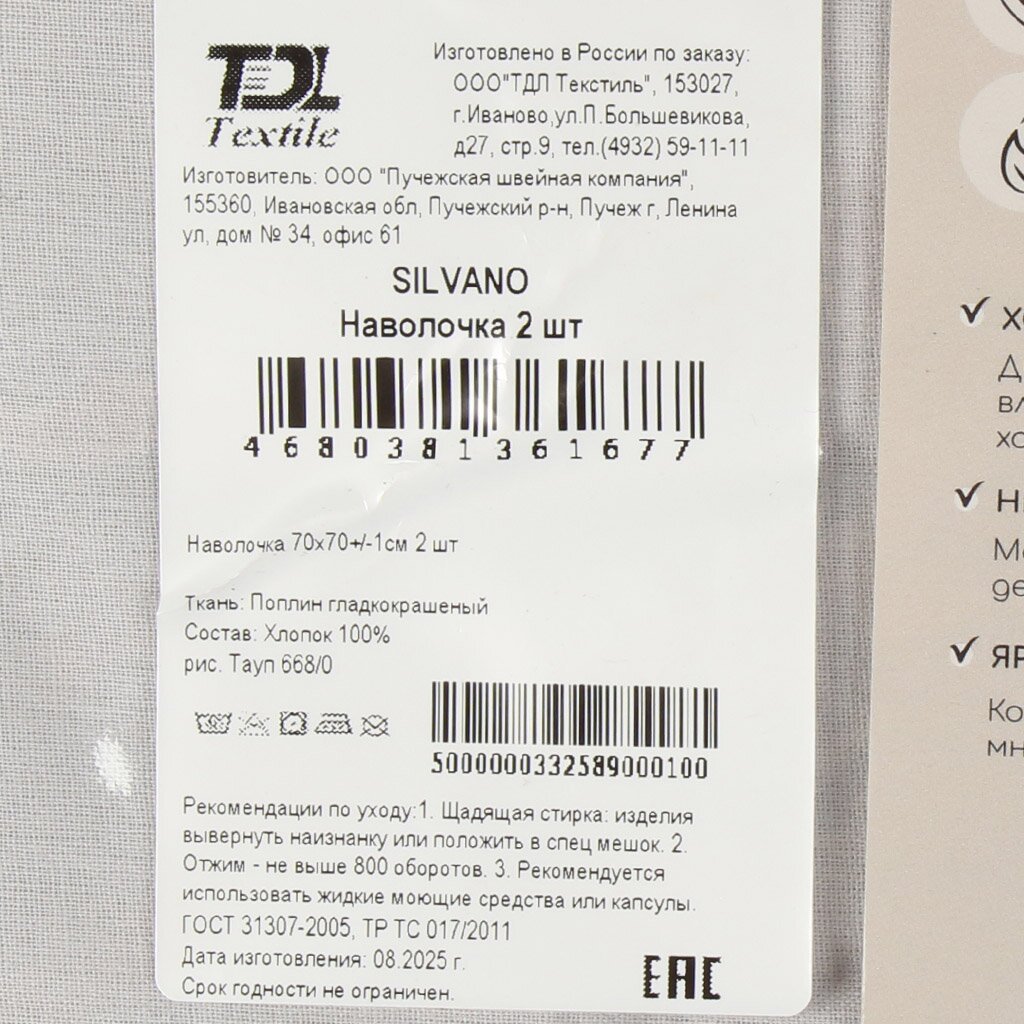 TDL
Textile
Изготовлено в России по заказу:
ООО"ТДЛ Текстиль", 153027,
г.Иваново,ул.П.Большевикова,
д27, стр.9, тел.(4932) 59-11-11
Изготовитель: ООО "Пучежская швейная компания",
155360, Ивановская обл, Пучежский р-н, Пучеж г, Ленина
ул, дом № 34, офис 61
SILVANO
Наволочка 2 шт
4680381361677
Наволочка 70х70+/-1см 2 шт
Ткань: Поплин гладкокрашеный
Состав: Хлопок 100%
рис. Тауп 668/0
5000000332589000100
Рекомендации по уходу:1. Щадящая стирка: изделия
вывернуть наизнанку или положить в спец мешок. 2.
Отжим - не выше 800 оборотов. 3. Рекомендуется
использовать жидкие моющие средства или капсулы.
ГОСТ 31307-2005, ТР ТС 017/2011
Дата изготовления: 08.2025 г.
Срок годности не ограничен.
EAC